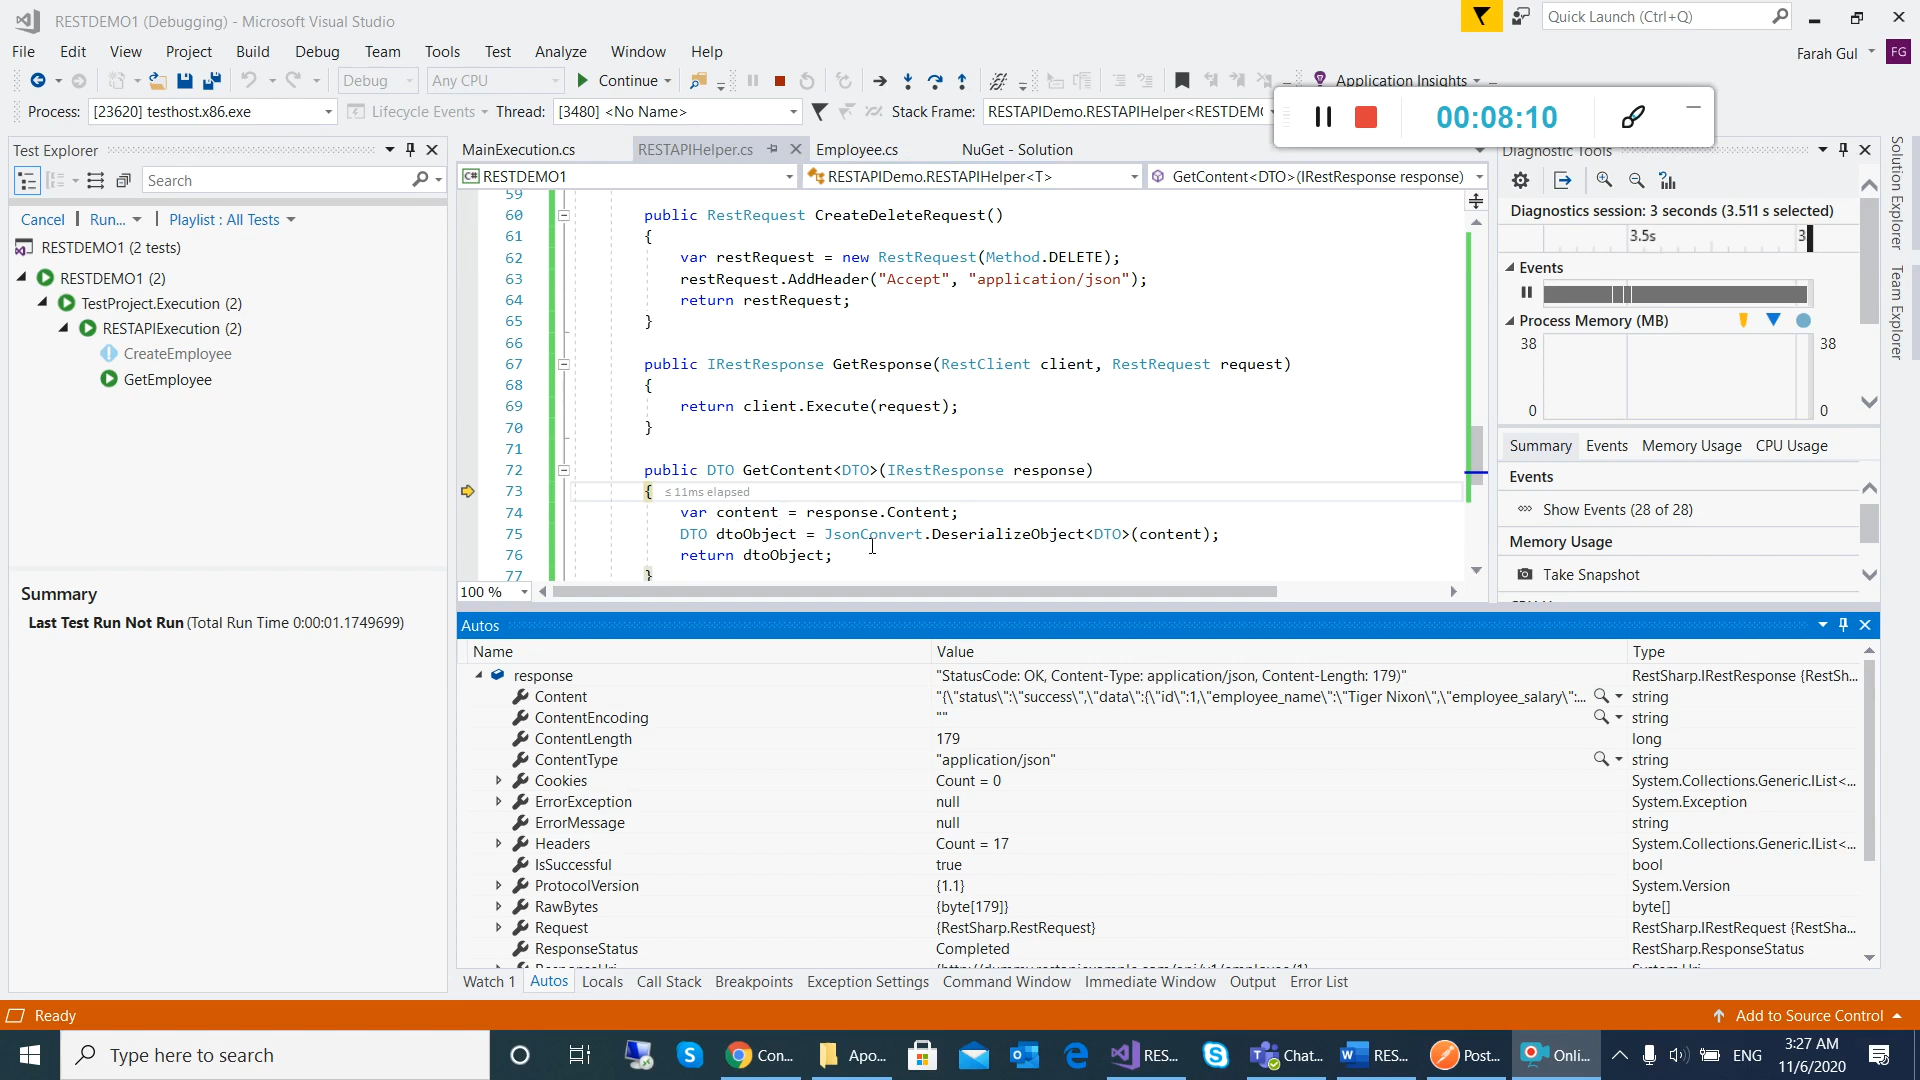 RESTDEMO1 (Debugging) - Microsoft Visual Studio
Quick Launch (Ctrl+Q)
File Edit View Project Build Debug Team Tools Test Analyze Window Help
Farah Gul FG
Debug Any CPU Continue Application Insights
Process: [23620] testhost.x86.exe Lifecycle Events Thread: [3480] <No Name> Stack Frame: RESTAPIDemo.RESTAPIHelper<RESTDEM
00:08:10
Test Explorer
Search
Cancel Run... Playlist : All Tests
RESTDEMO1 (2 tests)
RESTDEMO1 (2)
TestProject.Execution (2)
RESTAPIExecution (2)
CreateEmployee
GetEmployee
Summary
Last Test Run Not Run (Total Run Time 0:00:01.1749699)
MainExecution.cs RESTAPIHelper.cs Employee.cs NuGet - Solution
C# RESTDEMO1 RESTAPIDemo.RESTAPIHelper<T> GetContent<DTO>(IRestResponse response)
59
60 public RestRequest CreateDeleteRequest()
61 {
62 var restRequest = new RestRequest(Method.DELETE);
63 restRequest.AddHeader("Accept", "application/json");
64 return restRequest;
65 }
66
67 public IRestResponse GetResponse(RestClient client, RestRequest request)
68 {
69 return client.Execute(request);
70 }
71
72 public DTO GetContent<DTO>(IRestResponse response)
73 { ≤ 11ms elapsed
74 var content = response.Content;
75 DTO dtoObject = JsonConvert.DeserializeObject<DTO>(content);
76 return dtoObject;
77 }
100 %
Diagnostic Tools
Diagnostics session: 3 seconds (3.511 s selected)
3.5s 3
Events
Process Memory (MB)
38 38
0 0
Summary Events Memory Usage CPU Usage
Events
Show Events (28 of 28)
Memory Usage
Take Snapshot
Solution Explorer
Team Explorer
Autos
Name Value Type
response "StatusCode: OK, Content-Type: application/json, Content-Length: 179)" RestSharp.IRestResponse {RestSh...
Content "{\"status\":\"success\",\"data\":{\"id\":1,\"employee_name\":\"Tiger Nixon\",\"employee_salary\":... string
ContentEncoding "" string
ContentLength 179 long
ContentType "application/json" string
Cookies Count = 0 System.Collections.Generic.IList<...
ErrorException null System.Exception
ErrorMessage null string
Headers Count = 17 System.Collections.Generic.IList<...
IsSuccessful true bool
ProtocolVersion {1.1} System.Version
RawBytes {byte[179]} byte[]
Request {RestSharp.RestRequest} RestSharp.IRestRequest {RestSha...
ResponseStatus Completed RestSharp.ResponseStatus
Watch 1 Autos Locals Call Stack Breakpoints Exception Settings Command Window Immediate Window Output Error List
Ready
Add to Source Control
Type here to search
Con... Apo... RES... Chat... RES... Post... Onli...
ENG
3:27 AM
11/6/2020